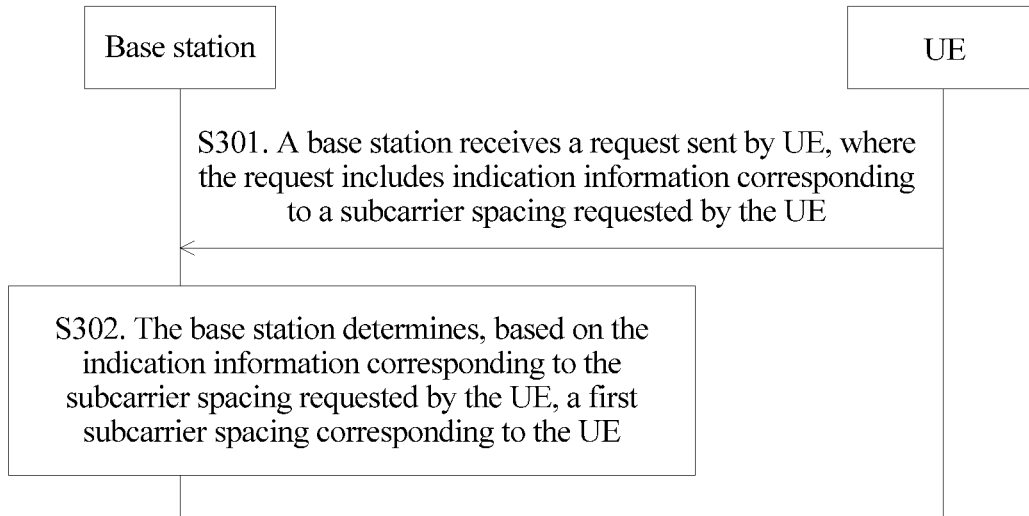 Base station
UE
S301. A base station receives a request sent by UE, where
the request includes indication information corresponding
to a subcarrier spacing requested by the UE
S302. The base station determines, based on the
indication information corresponding to the
subcarrier spacing requested by the UE, a first
subcarrier spacing corresponding to the UE